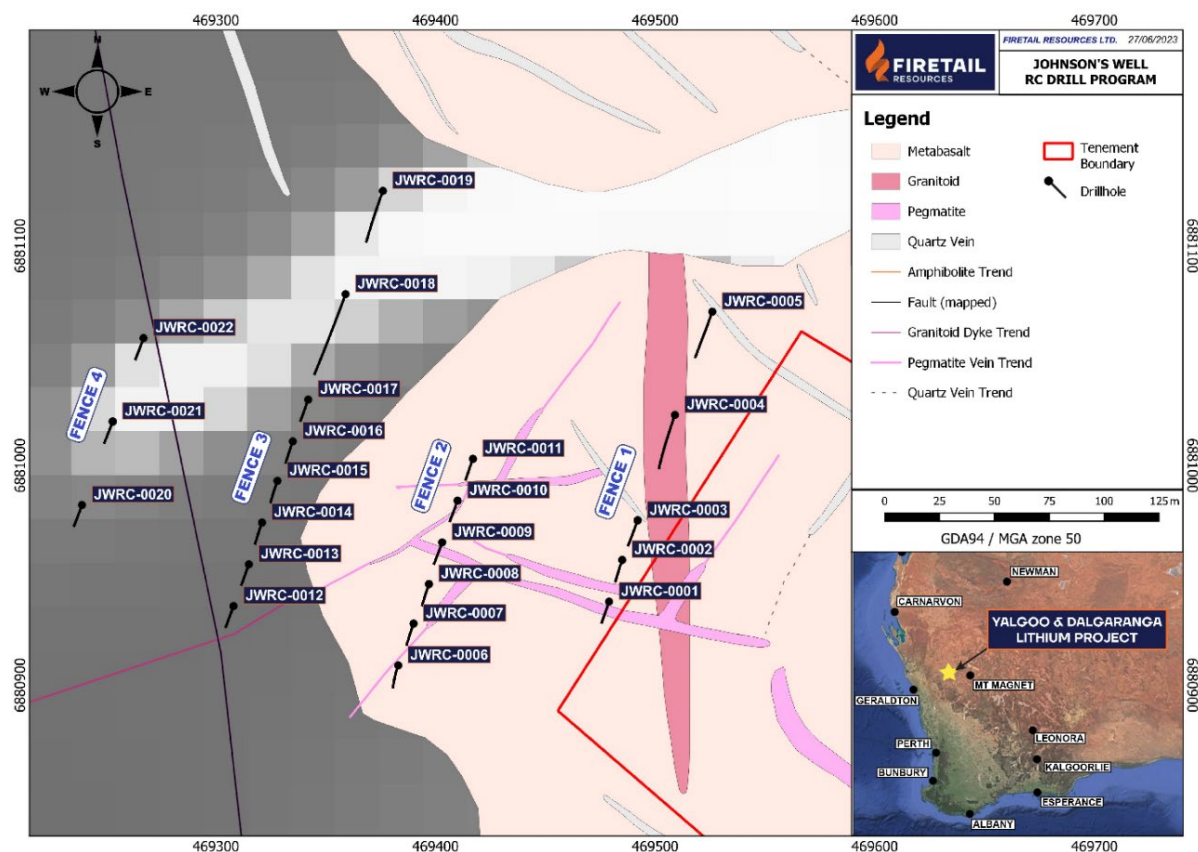 469300
469400
469500
469600
469700
N
W
E
S
6881100
6881000
6880900
6881100
6881000
6880900
JWRC-0019
JWRC-0018
JWRC-0005
JWRC-0022
JWRC-0017
JWRC-0004
JWRC-0021
JWRC-0016
JWRC-0011
JWRC-0015
JWRC-0010
JWRC-0020
JWRC-0014
JWRC-0003
JWRC-0009
JWRC-0002
JWRC-0013
JWRC-0008
JWRC-0001
JWRC-0012
JWRC-0007
JWRC-0006
FENCE 4
FENCE 3
FENCE 2
FENCE 1
FIRETAIL
RESOURCES
FIRETAIL RESOURCES LTD. 27/06/2023
JOHNSON'S WELL
RC DRILL PROGRAM
Legend
Metabasalt
Granitoid
Pegmatite
Quartz Vein
Amphibolite Trend
Fault (mapped)
Granitoid Dyke Trend
Pegmatite Vein Trend
Quartz Vein Trend
Tenement
Boundary
Drillhole
0 25 50 75 100 125 m
GDA94 / MGA zone 50
NEWMAN
CARNARVON
YALGOO & DALGARANGA
LITHIUM PROJECT
MT MAGNET
GERALDTON
LEONORA
PERTH
KALGOORLIE
BUNBURY
ESPERANCE
ALBANY
469300
469400
469500
469600
469700